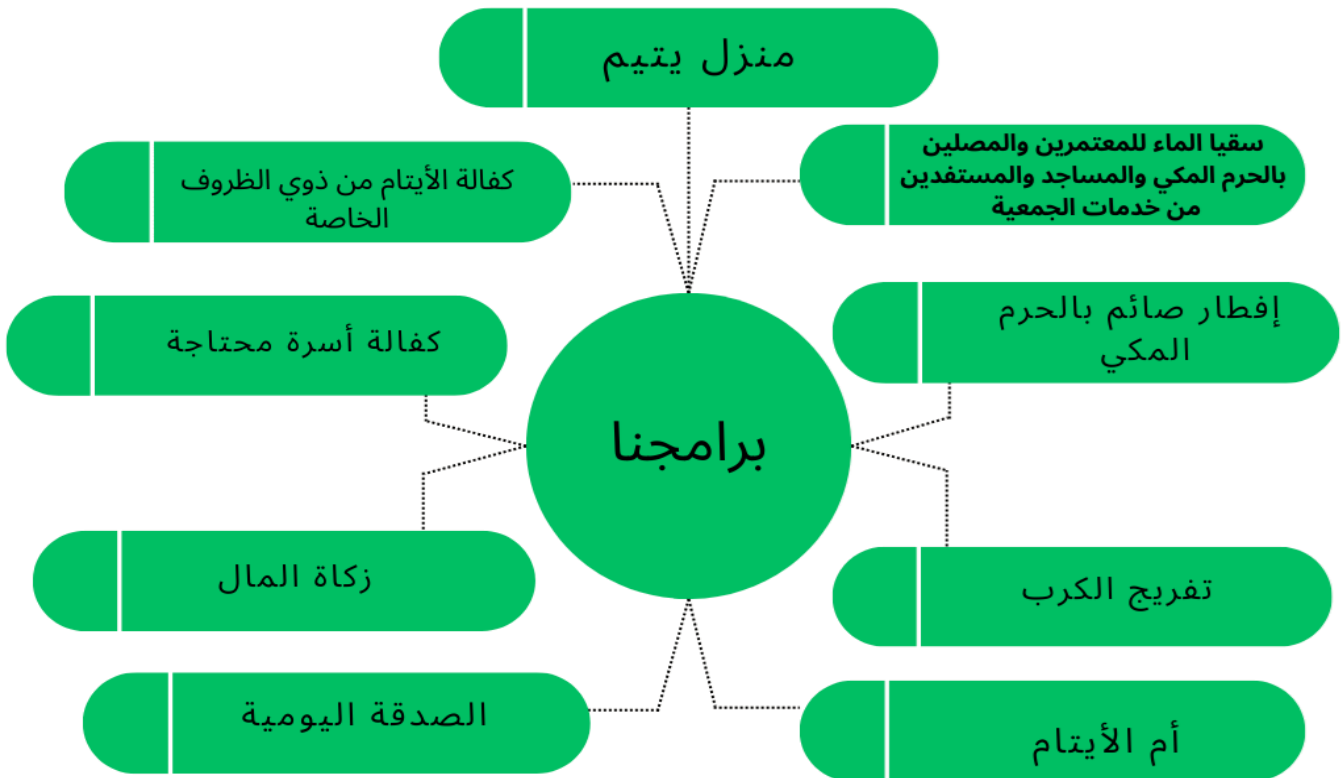 منزل يتيم
سقيا الماء للمعتمرين والمصلين
بالحرم المكي والمساجد والمستفدين
من خدمات الجمعية
كفالة الأيتام من ذوي الظروف
الخاصة
إفطار صائم بالحرم
المكي
كفالة أسرة محتاجة
برامجنا
تفريج الكرب
زكاة المال
أم الأيتام
الصدقة اليومية